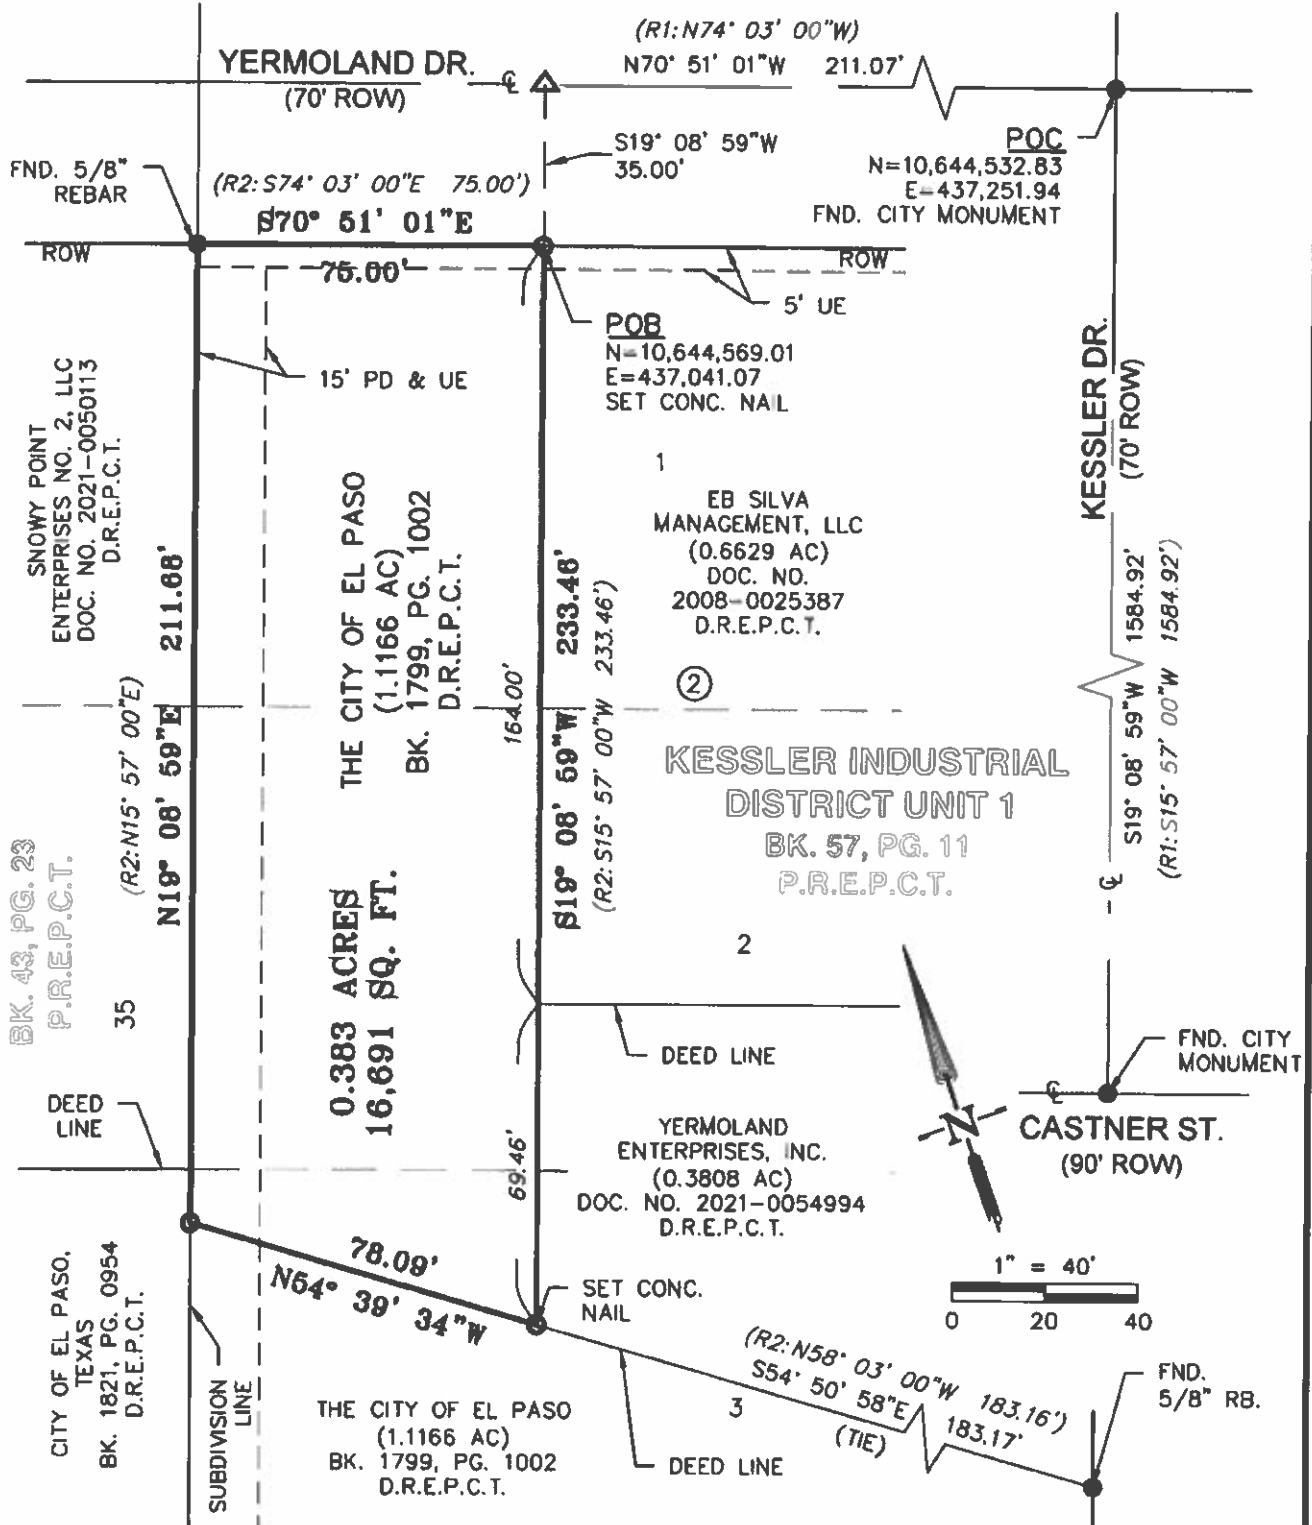 (R1:N74° 03' 00"W)
YERMOLAND DR.
N70° 51' 01"W 211.07'
(70' ROW)
S19° 08' 59"W
35.00'
POC
N=10,644,532.83
E=437,251.94
FND. CITY MONUMENT
FND. 5/8"
REBAR
(R2:S74° 03' 00"E 75.00')
S70° 51' 01"E
75.00'
ROW
ROW
5' UE
POB
N=10,644,569.01
E=437,041.07
SET CONC. NAIL
15' PD & UE
SNOWY POINT
ENTERPRISES NO. 2, LLC
DOC. NO. 2021-0050113
D.R.E.P.C.T.
KESSLER DR.
(70' ROW)
1
EB SILVA
MANAGEMENT, LLC
(0.6629 AC)
DOC. NO.
2008-0025387
D.R.E.P.C.T.
THE CITY OF EL PASO
(1.1166 AC)
BK. 1799, PG. 1002
D.R.E.P.C.T.
N19° 08' 59"E 211.68'
(R2:N15° 57' 00"E)
164.00'
S19° 08' 59"W 233.46'
(R2:S15° 57' 00"W 233.46')
2
S19° 08' 59"W 1584.92'
(R1:S15° 57' 00"W 1584.92')
KESSLER INDUSTRIAL
DISTRICT UNIT 1
BK. 57, PG. 11
P.R.E.P.C.T.
BK. 43, PG. 23
P.R.E.P.C.T.
35
0.383 ACRES
16,691 SQ. FT.
2
DEED LINE
FND. CITY
MONUMENT
CASTNER ST.
(90' ROW)
N
DEED
LINE
69.46'
YERMOLAND
ENTERPRISES, INC.
(0.3808 AC)
DOC. NO. 2021-0054994
D.R.E.P.C.T.
78.09'
N54° 39' 34"W
SET CONC.
NAIL
1" = 40'
0 20 40
CITY OF EL PASO,
TEXAS
BK. 1821, PG. 0954
D.R.E.P.C.T.
SUBDIVISION
LINE
(R2:N58° 03' 00"W 183.16')
S54° 50' 58"E 183.17'
(TIE)
FND.
5/8" RB.
3
THE CITY OF EL PASO
(1.1166 AC)
BK. 1799, PG. 1002
D.R.E.P.C.T.
DEED LINE